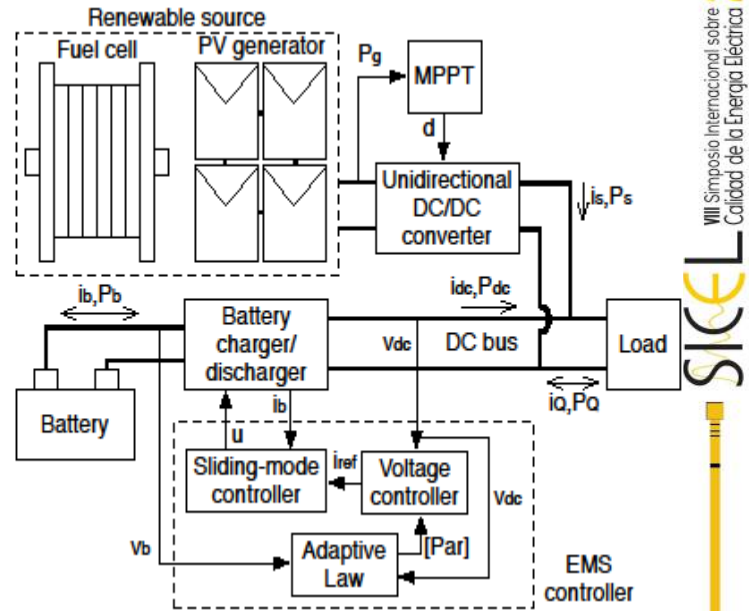 Renewable source
Fuel cell
PV generator
Pg
MPPT
d
Unidirectional
DC/DC
converter
is,Ps
ib,Pb
Battery
charger/
discharger
idc,Pdc
Vdc
DC bus
Load
iQ,PQ
Battery
u
ib
Sliding-mode
controller
iref
Voltage
controller
Vdc
Vb
Adaptive
Law
[Par]
EMS
controller
VIII Simposio Internacional sobre
Calidad de la Energía Eléctrica
SICEL